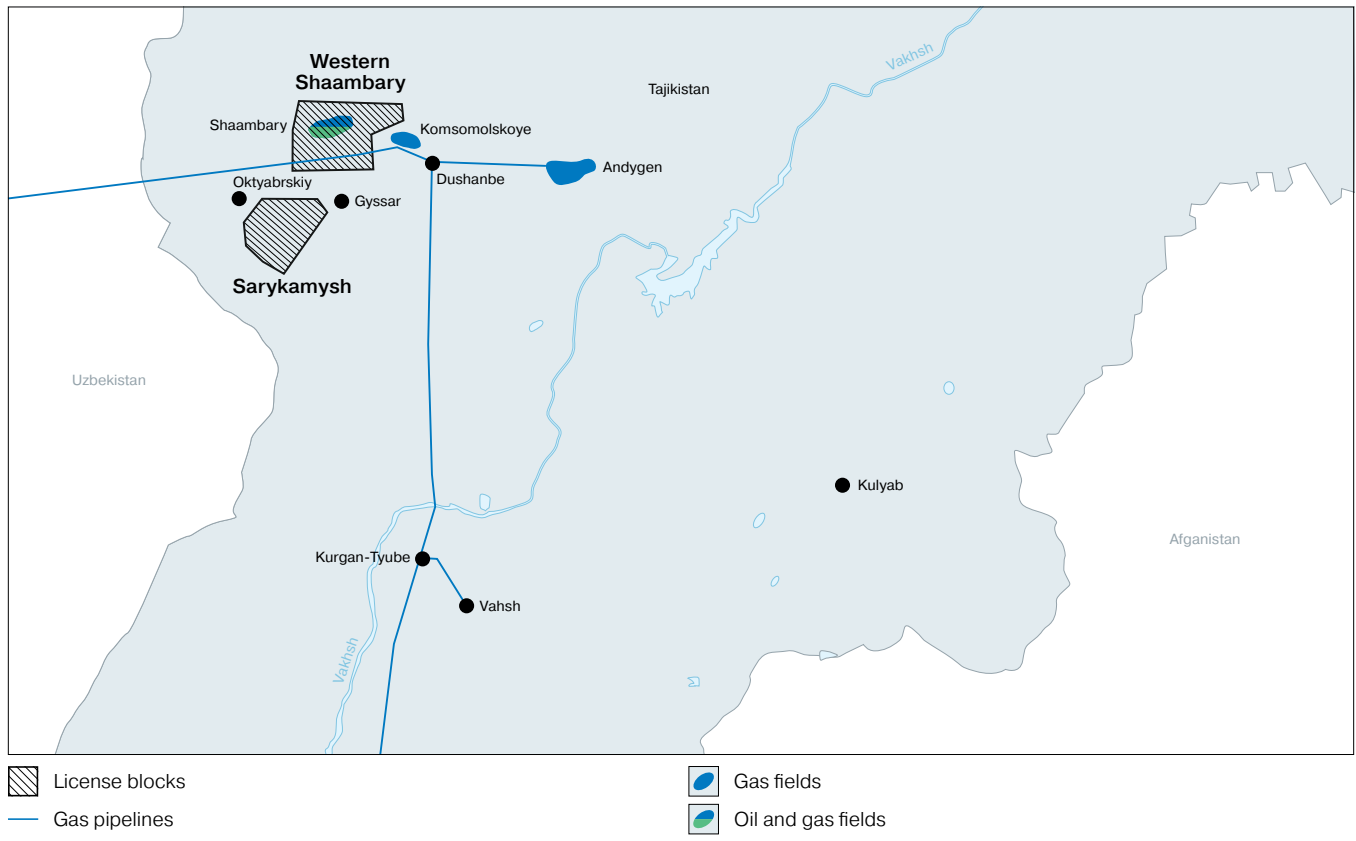 Western
Shaambary
Vakhsh
Tajikistan
Shaambary
Komsomolskoye
Andygen
Dushanbe
Oktyabrskiy
Gyssar
Sarykamysh
Uzbekistan
Kulyab
Afganistan
Kurgan-Tyube
Vahsh
Vakhsh
License blocks
Gas fields
Gas pipelines
Oil and gas fields